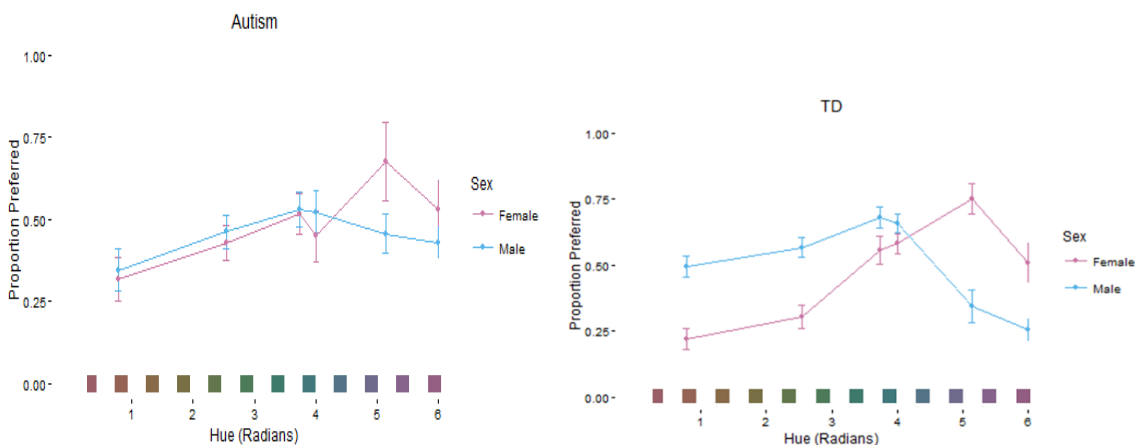 Autism
1.00
0.75
0.50
0.25
0.00
Proportion Preferred
1 2 3 4 5 6
Hue (Radians)
Sex
Female
Male
TD
1.00
0.75
0.50
0.25
0.00
Proportion Preferred
1 2 3 4 5 6
Hue (Radians)
Sex
Female
Male